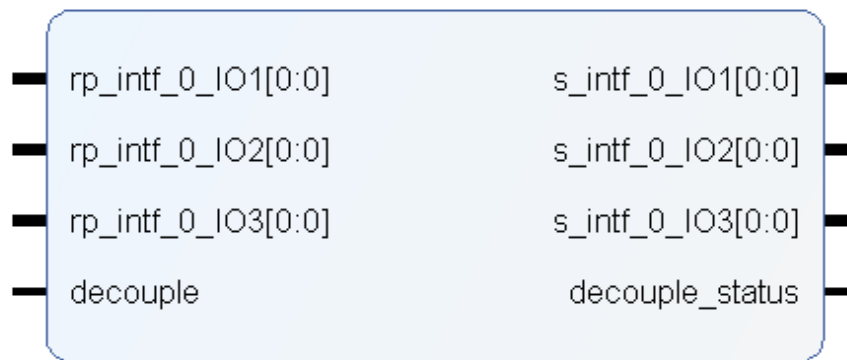 rp_intf_0_IO1[0:0] s_intf_0_IO1[0:0]
rp_intf_0_IO2[0:0] s_intf_0_IO2[0:0]
rp_intf_0_IO3[0:0] s_intf_0_IO3[0:0]
decouple decouple_status